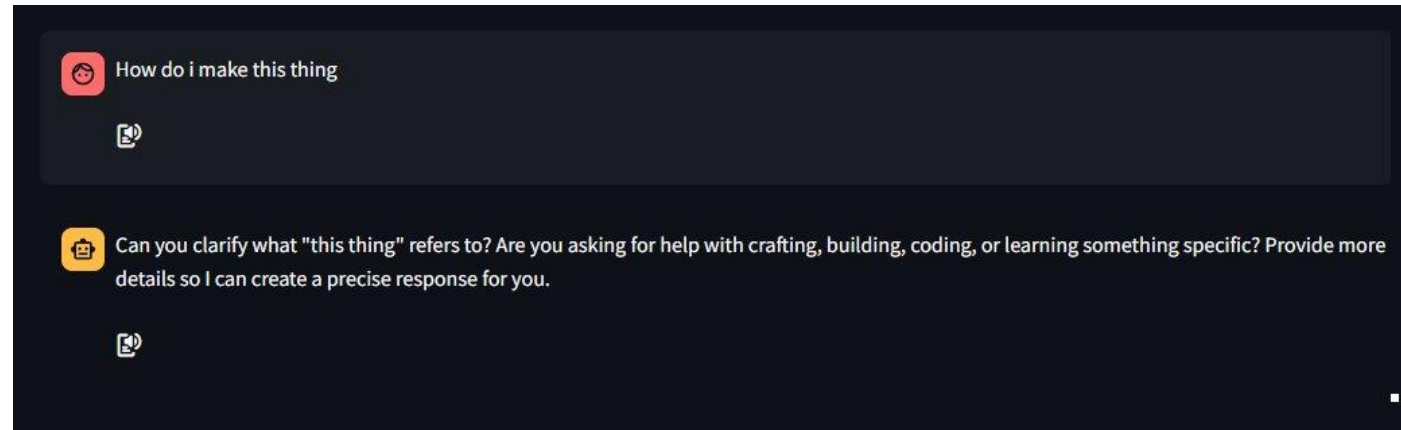 How do i make this thing
Can you clarify what "this thing" refers to? Are you asking for help with crafting, building, coding, or learning something specific? Provide more
details so I can create a precise response for you.